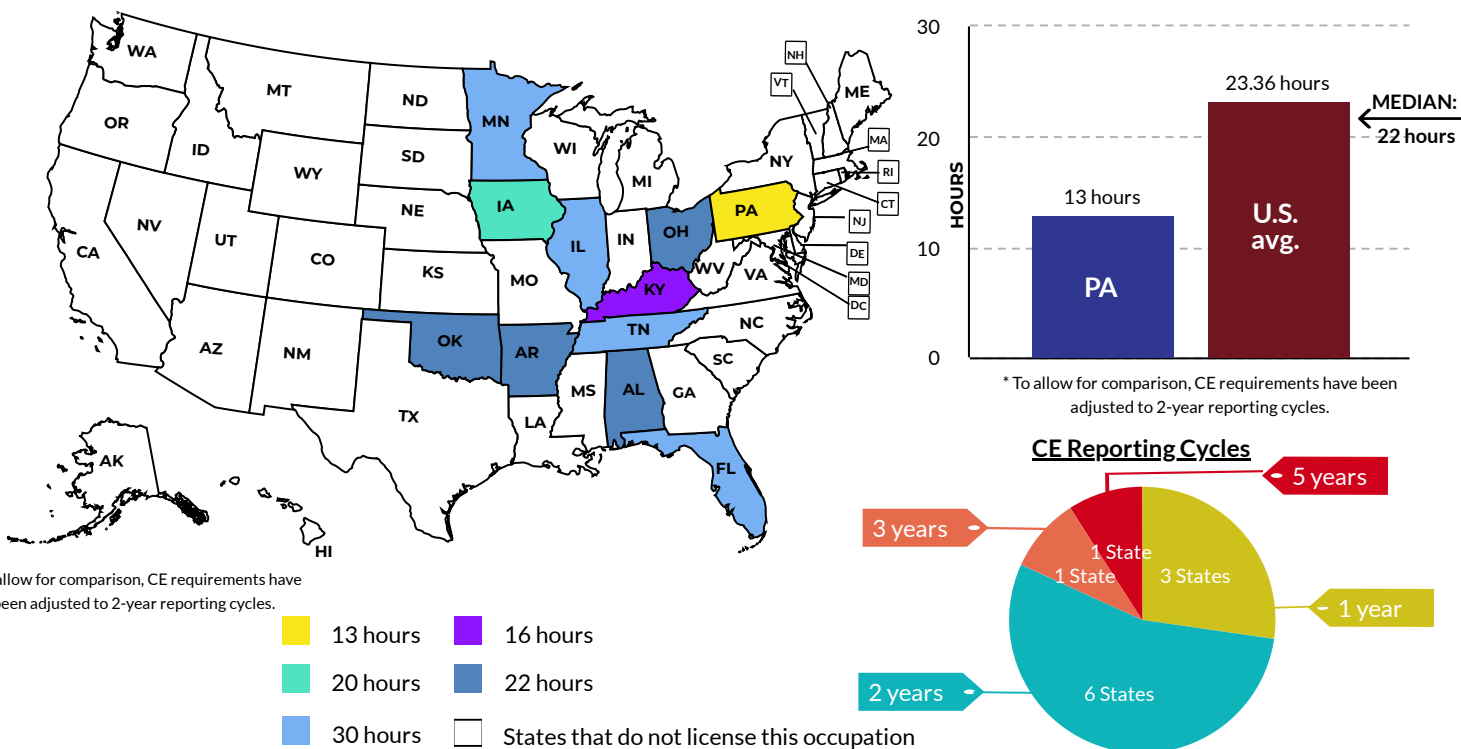 WA
OR
CA
NV
ID
MT
WY
UT
AZ
CO
NM
ND
SD
NE
KS
OK
TX
MN
IA
MO
AR
LA
WI
IL
MI
IN
KY
TN
MS
AL
OH
WV
VA
NC
SC
GA
FL
PA
NY
ME
NH
VT
MA
RI
CT
NJ
DE
MD
DC
AK
HI
allow for comparison, CE requirements have
been adjusted to 2-year reporting cycles.
13 hours
16 hours
20 hours
22 hours
30 hours
States that do not license this occupation
30
20
10
0
HOURS
13 hours
PA
23.36 hours
U.S.
avg.
MEDIAN:
22 hours
* To allow for comparison, CE requirements have been
adjusted to 2-year reporting cycles.
CE Reporting Cycles
5 years
3 years
1 State
1 State
3 States
1 year
2 years
6 States